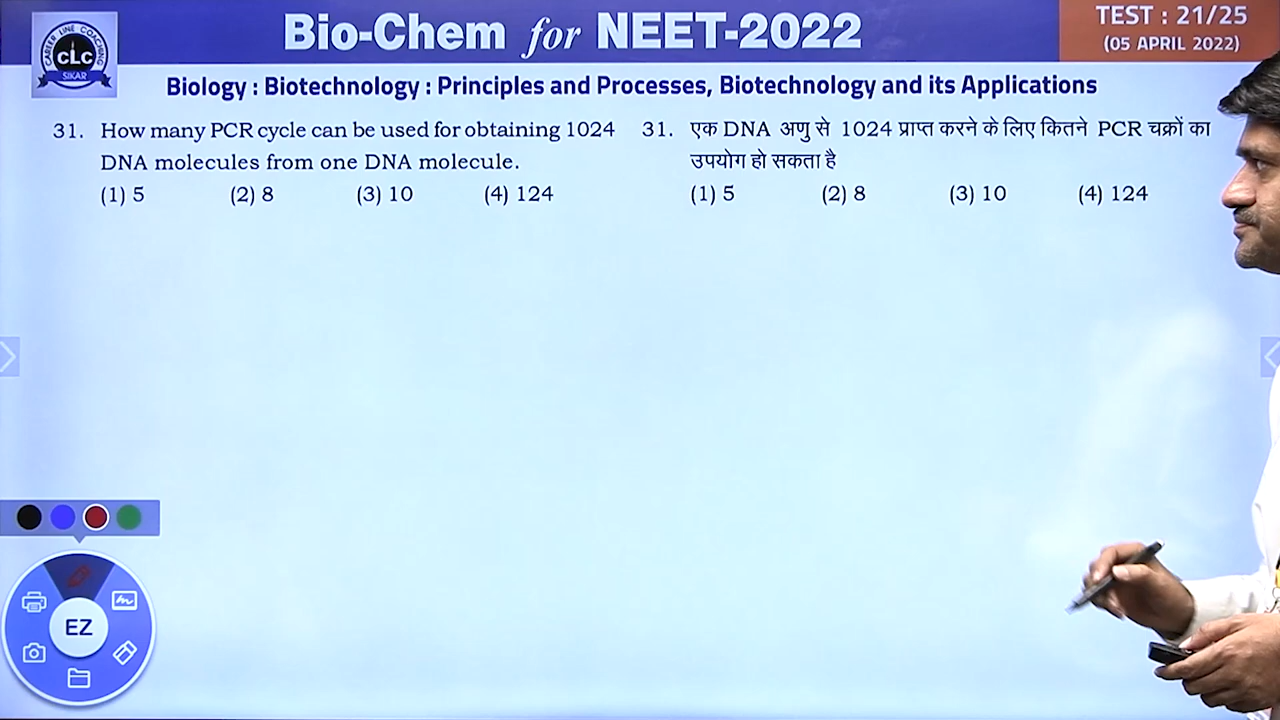 CAREER LINE COACHING
CLC
SIKAR
Bio-Chem for NEET-2022
TEST : 21/25
(05 APRIL 2022)
Biology : Biotechnology : Principles and Processes, Biotechnology and its Applications
31. How many PCR cycle can be used for obtaining 1024
DNA molecules from one DNA molecule.
(1) 5 (2) 8 (3) 10 (4) 124
31. एक DNA अणु से 1024 प्राप्त करने के लिए कितने PCR चक्रों का
उपयोग हो सकता है
(1) 5 (2) 8 (3) 10 (4) 124
EZ